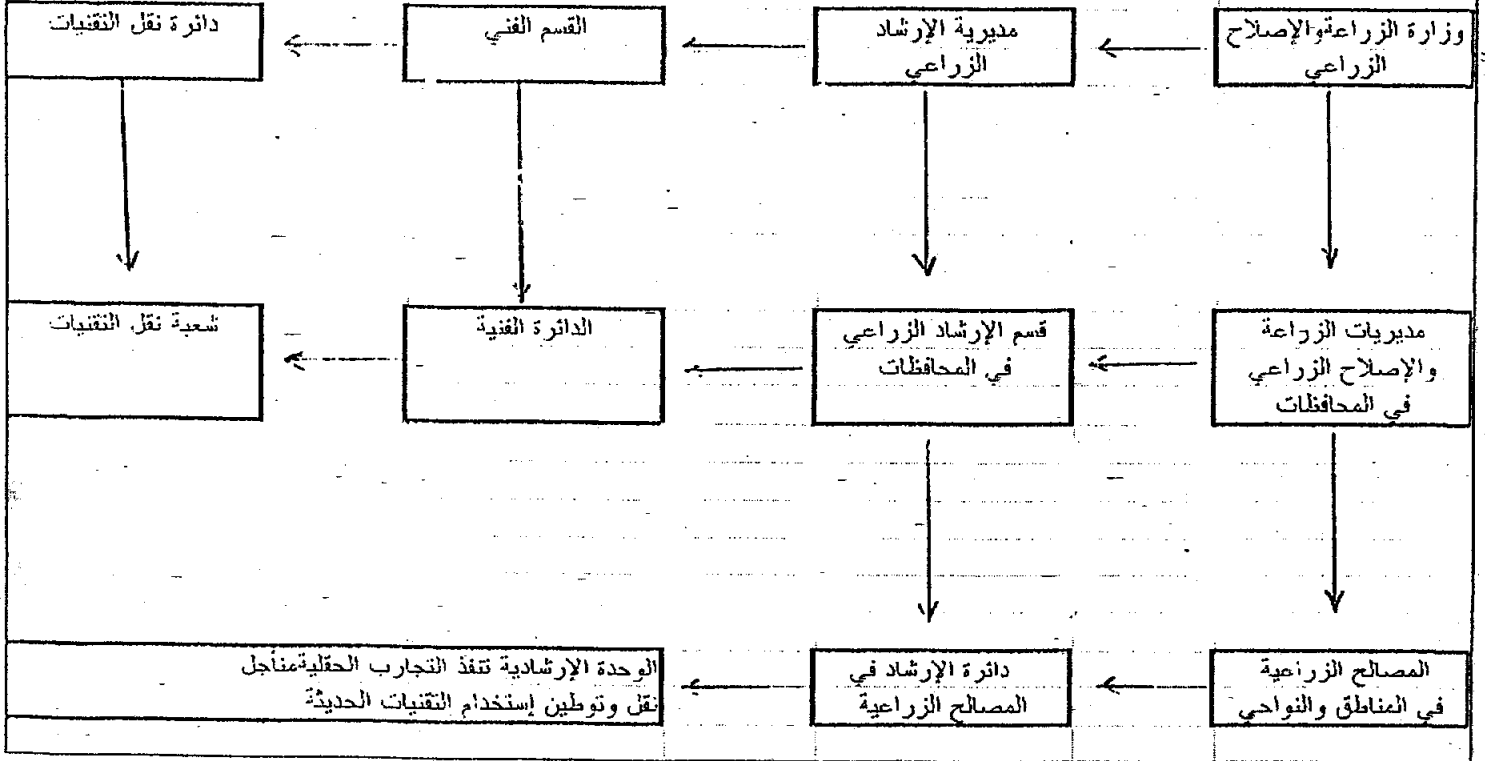 وزارة الزراعةوالإصلاح
الزراعي
مديرية الإرشاد
الزراعي
القسم الفني
دائرة نقل التقنيات
مديريات الزراعة
والإصلاح الزراعي
في المحافظات
قسم الإرشاد الزراعي
في المحافظات
الدائرة الفنية
شعبة نقل التقنيات
المصالح الزراعية
في المناطق والنواحي
دائرة الإرشاد في
المصالح الزراعية
الوحدة الإرشادية تنفذ التجارب الحقليةمنأجل
نقل وتوطين إستخدام التقنيات الحديثة